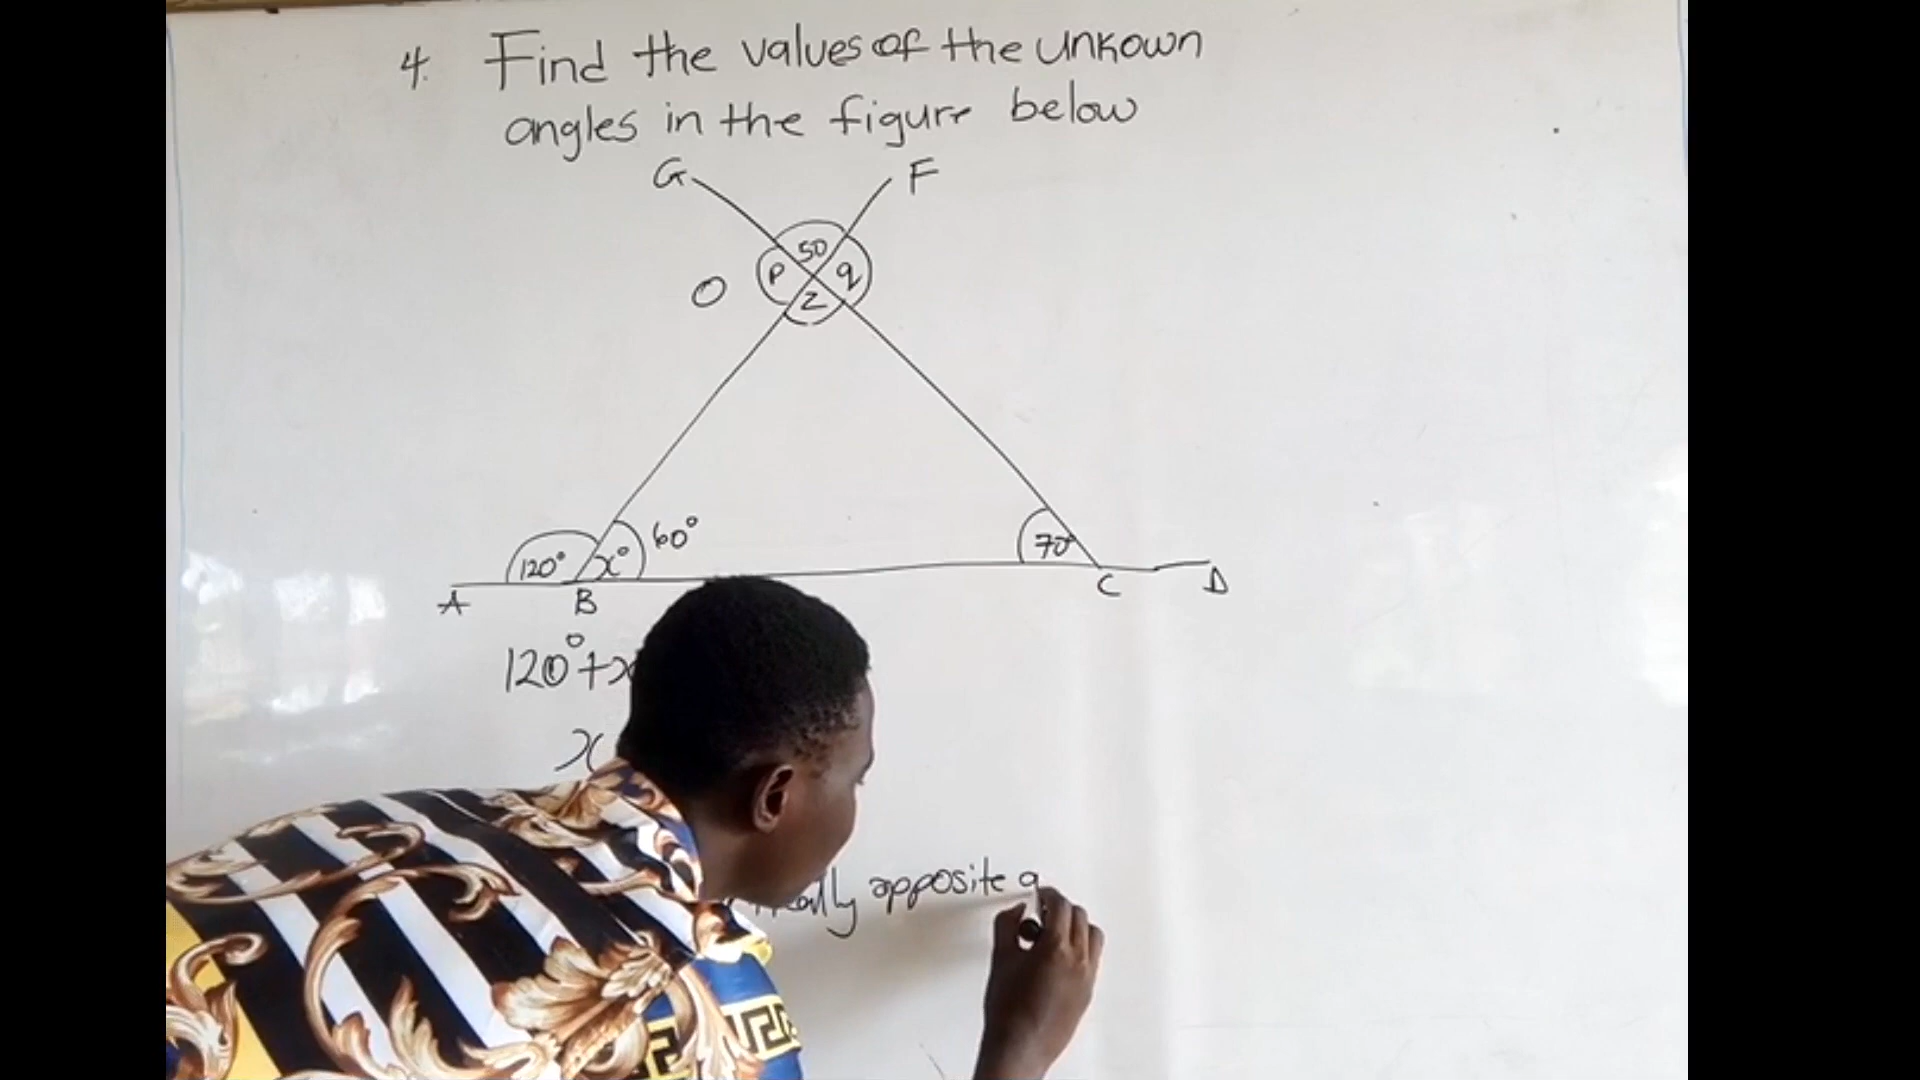 4. Find the values of the unkown
angles in the figure below
G F
50
P q
O
Z
60°
120° x° 70°
A B C D
120°+x
x
opposite